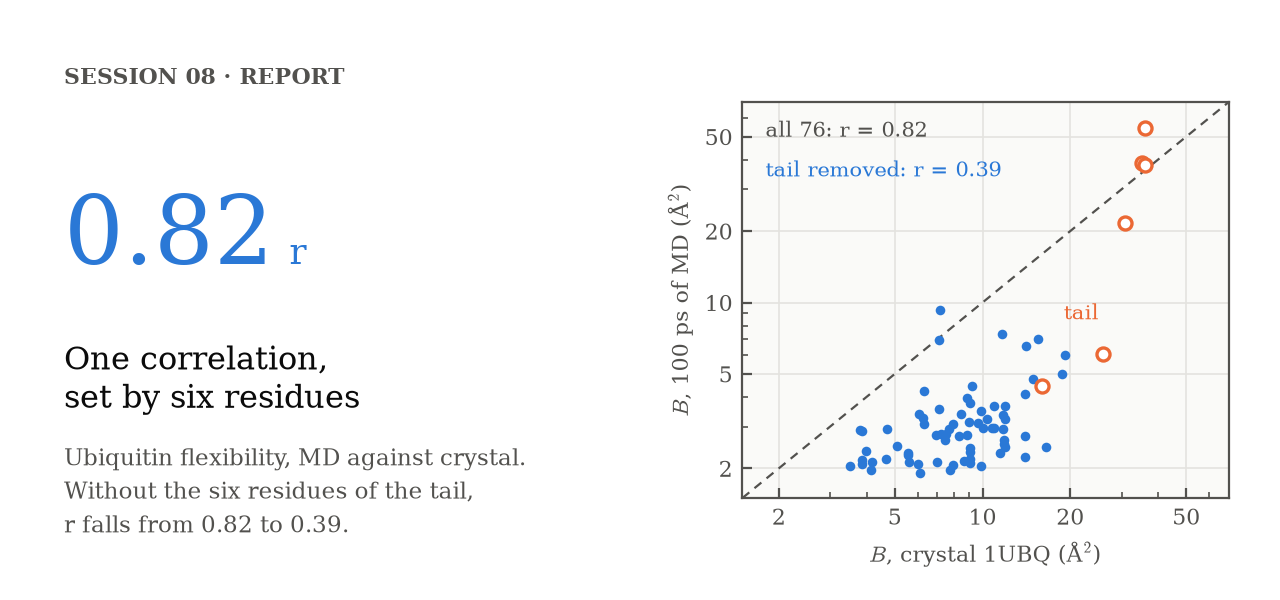 SESSION 08 · REPORT
0.82 r
One correlation,
set by six residues
Ubiquitin flexibility, MD against crystal.
Without the six residues of the tail,
r falls from 0.82 to 0.39.
all 76: r = 0.82
tail removed: r = 0.39
tail
B, 100 ps of MD (Å²)
50
20
10
5
2
2 5 10 20 50
B, crystal 1UBQ (Å²)